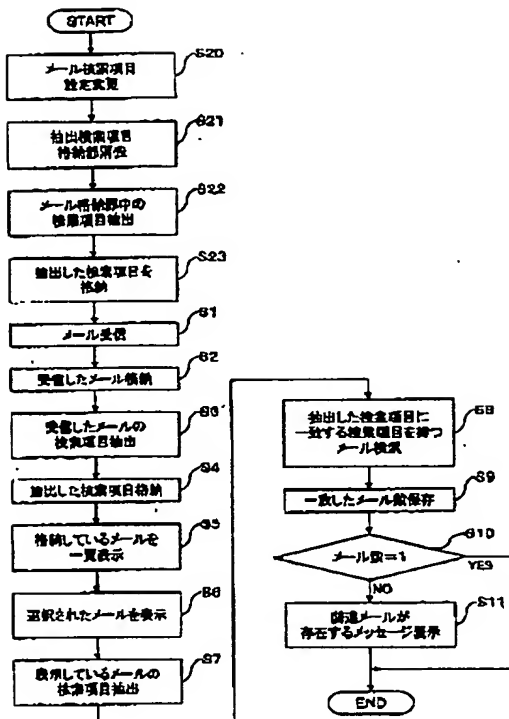 START
S20
メール検索項目
設定変更
S21
抽出検索項目
格納部消去
S22
メール格納部中の
検索項目抽出
S23
抽出した検索項目を
格納
S1
メール受信
S2
受信したメール格納
S3
受信したメールの
検索項目抽出
S4
抽出した検索項目格納
S5
格納しているメールを
一覧表示
S6
選択されたメールを表示
S7
表示しているメールの
検索項目抽出
S8
抽出した検索項目に
一致する検索項目を持つ
メール検索
S9
一致したメール数保存
S10
メール数=1
YES
NO
S11
関連メールが
存在するメッセージ表示
END